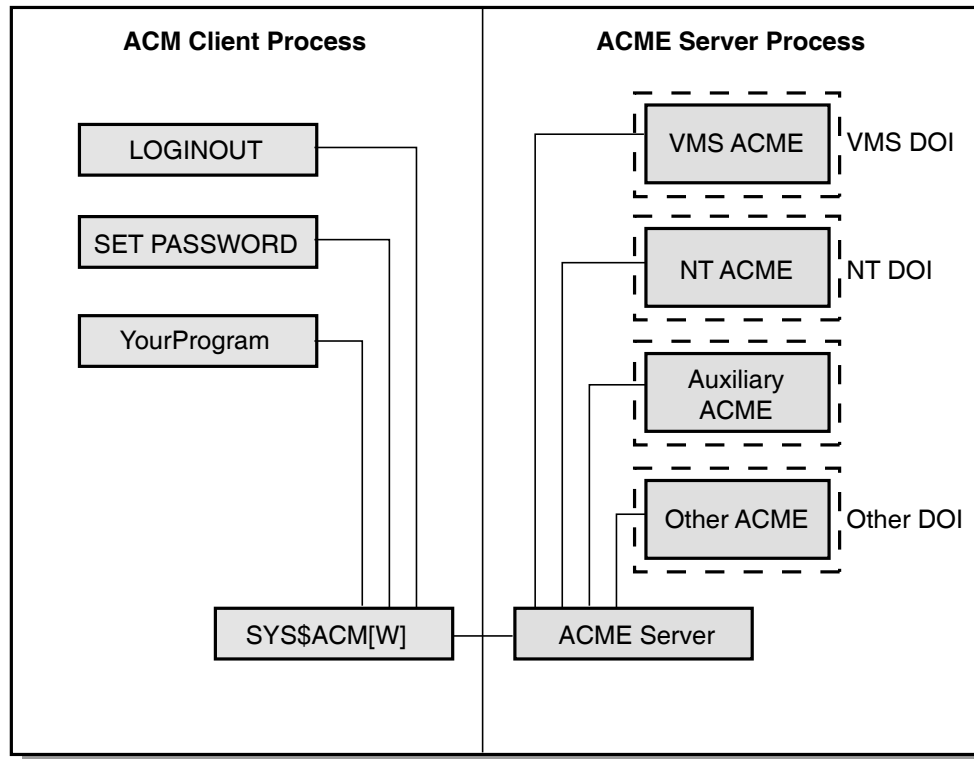 ACM Client Process
LOGINOUT
SET PASSWORD
YourProgram
SYS$ACM[W]
ACME Server Process
VMS ACME
VMS DOI
NT ACME
NT DOI
Auxiliary
ACME
Other ACME
Other DOI
ACME Server